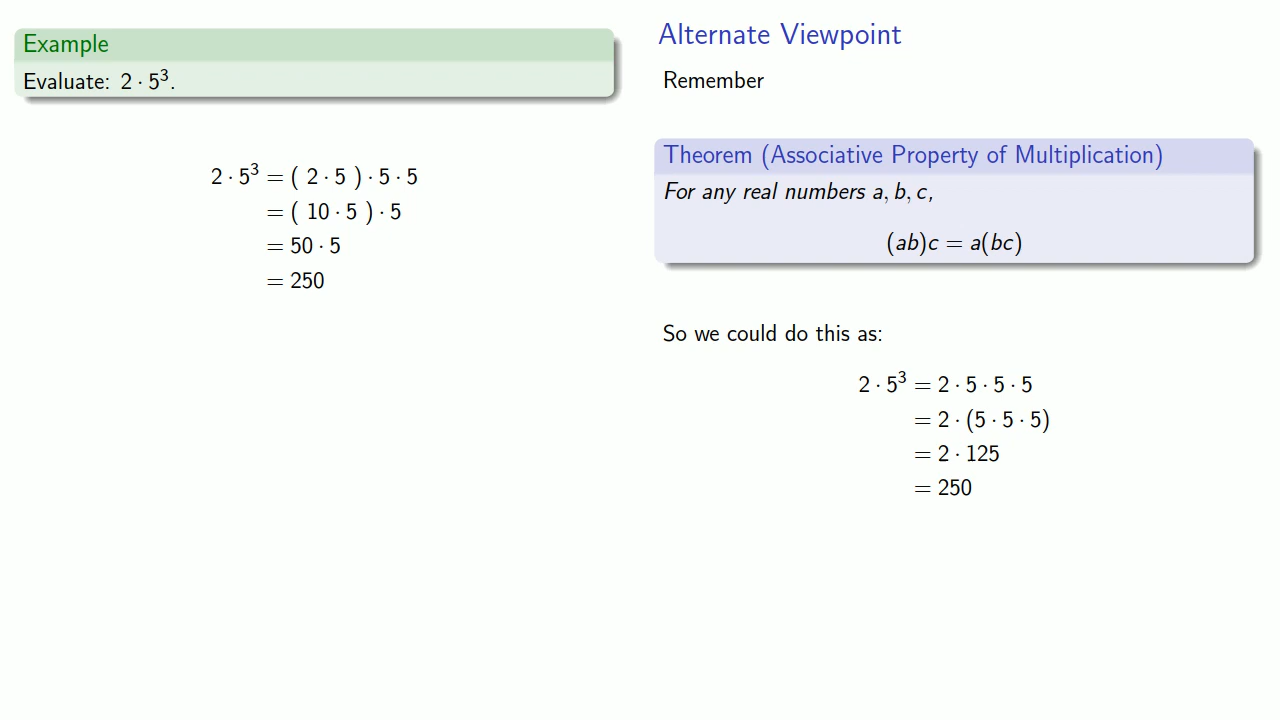 Example
Evaluate: 2 · 5³.
2 · 5³ = ( 2 · 5 ) · 5 · 5
= ( 10 · 5 ) · 5
= 50 · 5
= 250
Alternate Viewpoint
Remember
Theorem (Associative Property of Multiplication)
For any real numbers a, b, c,
(ab)c = a(bc)
So we could do this as:
2 · 5³ = 2 · 5 · 5 · 5
= 2 · (5 · 5 · 5)
= 2 · 125
= 250